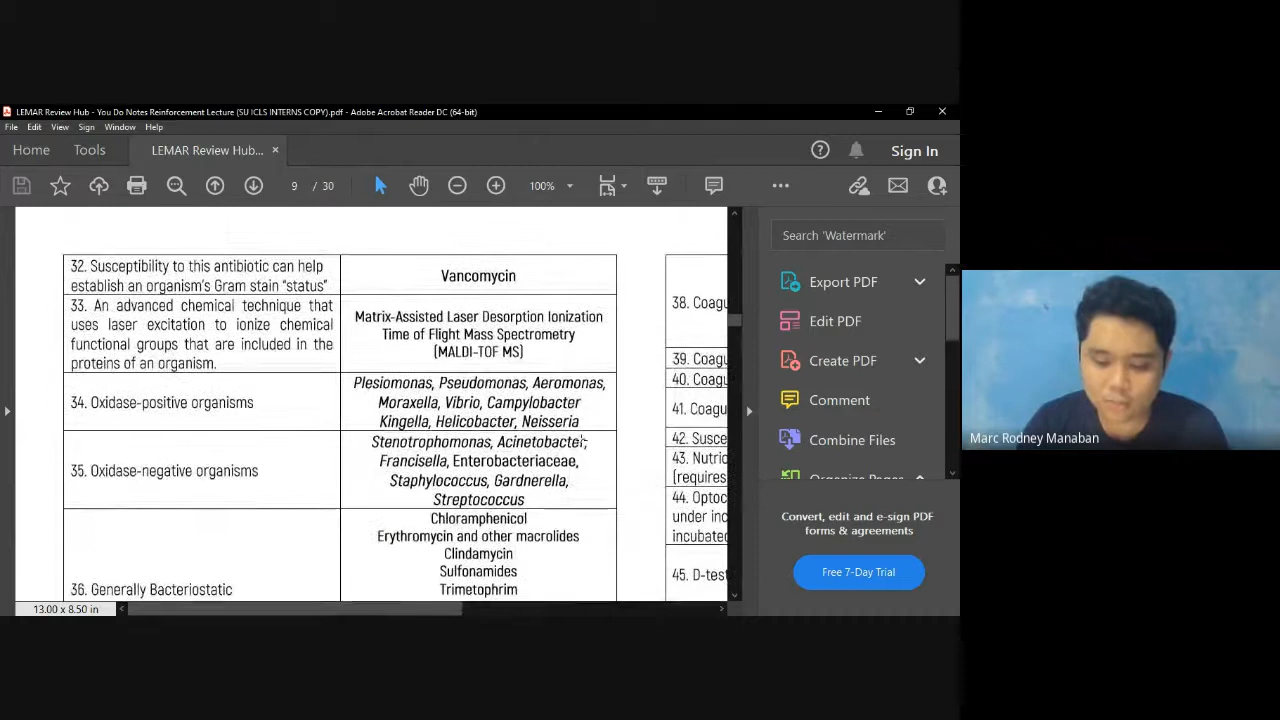 LEMAR Review Hub - You Do Notes Reinforcement Lecture (SU ICLS INTERNS COPY).pdf - Adobe Acrobat Reader DC (64-bit)
File Edit View Sign Window Help
Home Tools LEMAR Review Hub... × Sign In
9 / 30 100%
32. Susceptibility to this antibiotic can help
establish an organism's Gram stain "status"
Vancomycin
33. An advanced chemical technique that
uses laser excitation to ionize chemical
functional groups that are included in the
proteins of an organism.
Matrix-Assisted Laser Desorption Ionization
Time of Flight Mass Spectrometry
(MALDI-TOF MS)
34. Oxidase-positive organisms
Plesiomonas, Pseudomonas, Aeromonas,
Moraxella, Vibrio, Campylobacter
Kingella, Helicobacter, Neisseria
35. Oxidase-negative organisms
Stenotrophomonas, Acinetobacter,
Francisella, Enterobacteriaceae,
Staphylococcus, Gardnerella,
Streptococcus
36. Generally Bacteriostatic
Chloramphenicol
Erythromycin and other macrolides
Clindamycin
Sulfonamides
Trimetophrim
38. Coagu
39. Coagu
40. Coagu
41. Coagu
42. Susce
43. Nutric
(requires
44. Optoc
under inc
incubated
45. D-test
13.00 x 8.50 in
Search 'Watermark'
Export PDF
Edit PDF
Create PDF
Comment
Combine Files
Organize Pages
Convert, edit and e-sign PDF
forms & agreements
Free 7-Day Trial
Marc Rodney Manaban